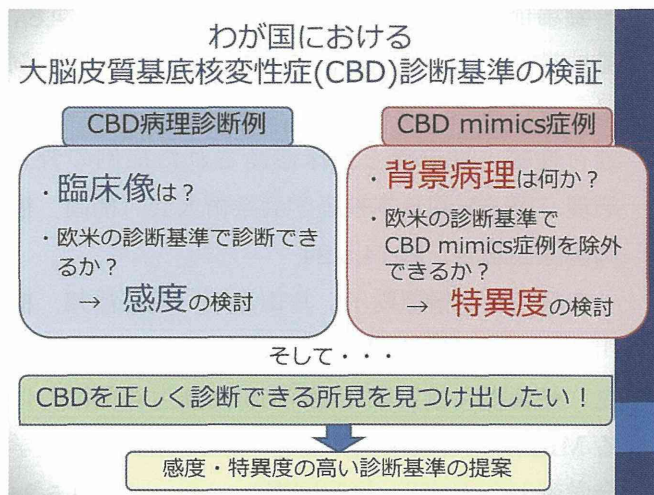 わが国における
大脳皮質基底核変性症(CBD)診断基準の検証
CBD病理診断例
・臨床像は？
・欧米の診断基準で診断でき
るか？
→ 感度の検討
CBD mimics症例
・背景病理は何か？
・欧米の診断基準で
CBD mimics症例を除外
できるか？
→ 特異度の検討
そして・・・
CBDを正しく診断できる所見を見つけ出したい！
感度・特異度の高い診断基準の提案